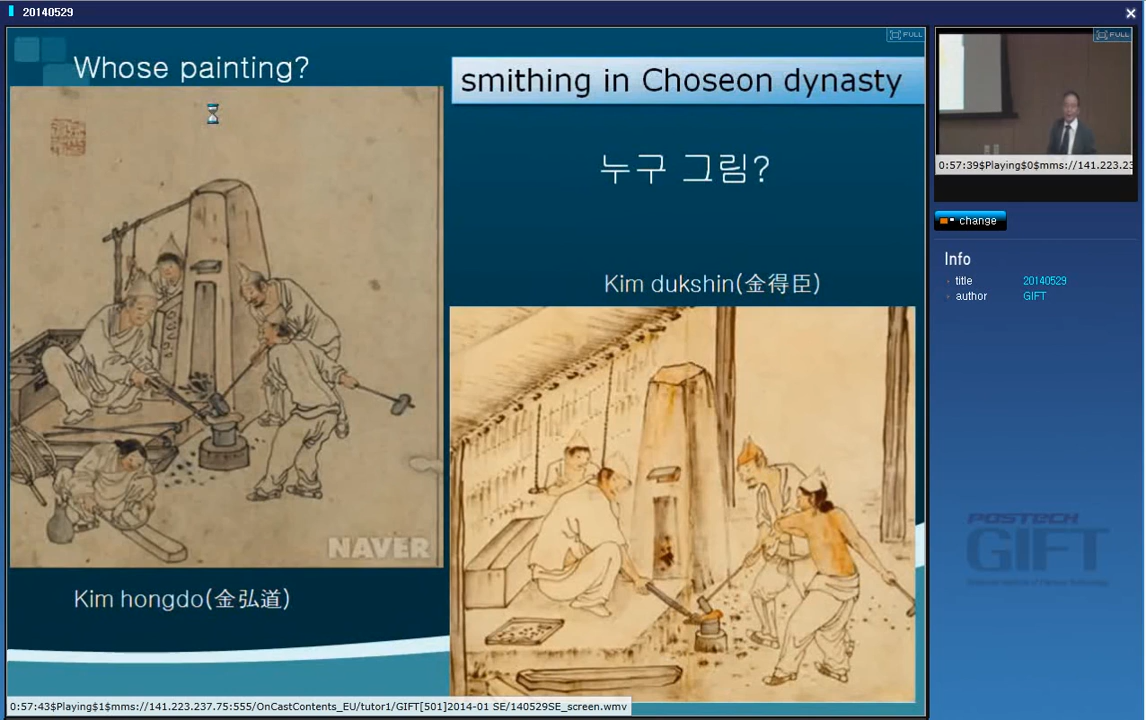 20140529
FULL
Whose painting?
smithing in Choseon dynasty
누구 그림?
Kim dukshin(金得臣)
NAVER
Kim hongdo(金弘道)
0:57:43$Playing$1$mms://141.223.237.75:555/OnCastContents_EU/tutor1/GIFT[501]2014-01 SE/140529SE_screen.wmv
FULL
0:57:39$Playing$0$mms://141.223.23
change
Info
title 20140529
author GIFT
POSTECH
GIFT